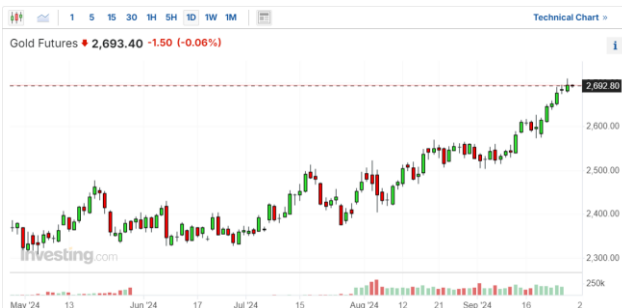 1 5 15 30 1H 5H 1D 1W 1M Technical Chart »
Gold Futures 2,693.40 -1.50 (-0.06%)
i
2,692.80
2,600.00
2,500.00
2,400.00
2,300.00
Investing.com
250k
May '24 13 Jun '24 17 Jul '24 15 Aug '24 12 21 Sep '24 16 2